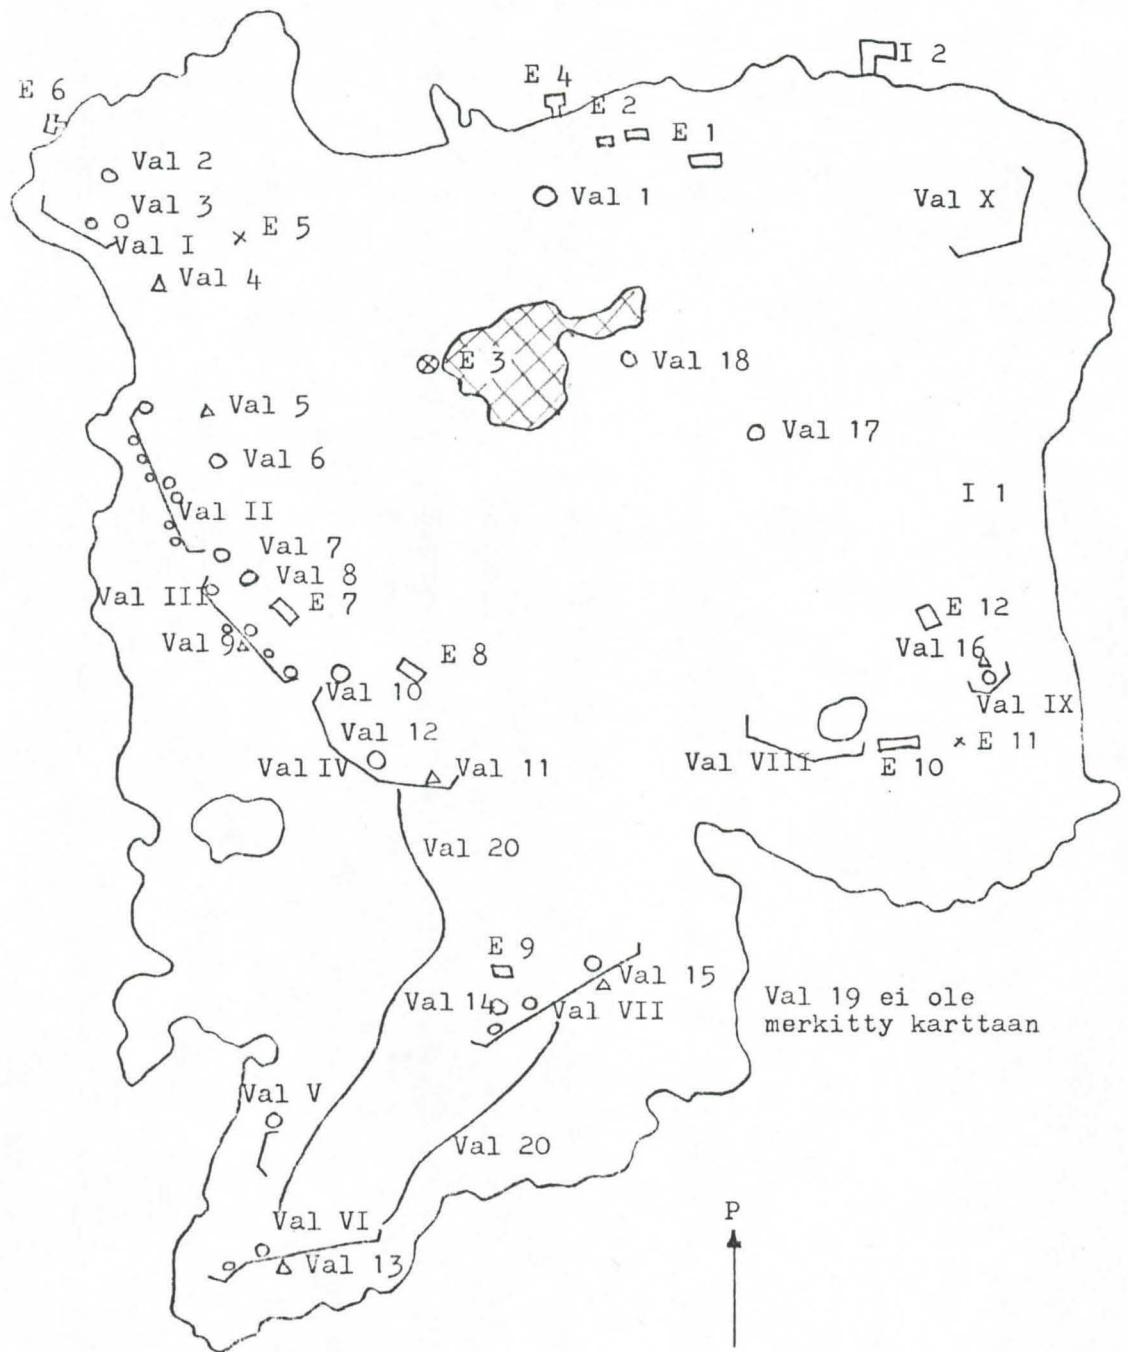 I 2
E 6
E 4
E 2
E 1
Val 2
Val 1
Val X
Val 3
E 5
Val I
Val 4
E 3
Val 18
Val 5
Val 17
Val 6
I 1
Val II
Val 7
Val 8
Val III
E 7
E 12
Val 9
Val 16
E 8
Val 10
Val IX
Val 12
E 11
Val IV
Val 11
Val VIII
E 10
Val 20
E 9
Val 15
Val 14
Val VII
Val 19 ei ole
merkitty karttaan
Val V
Val 20
P
Val VI
Val 13